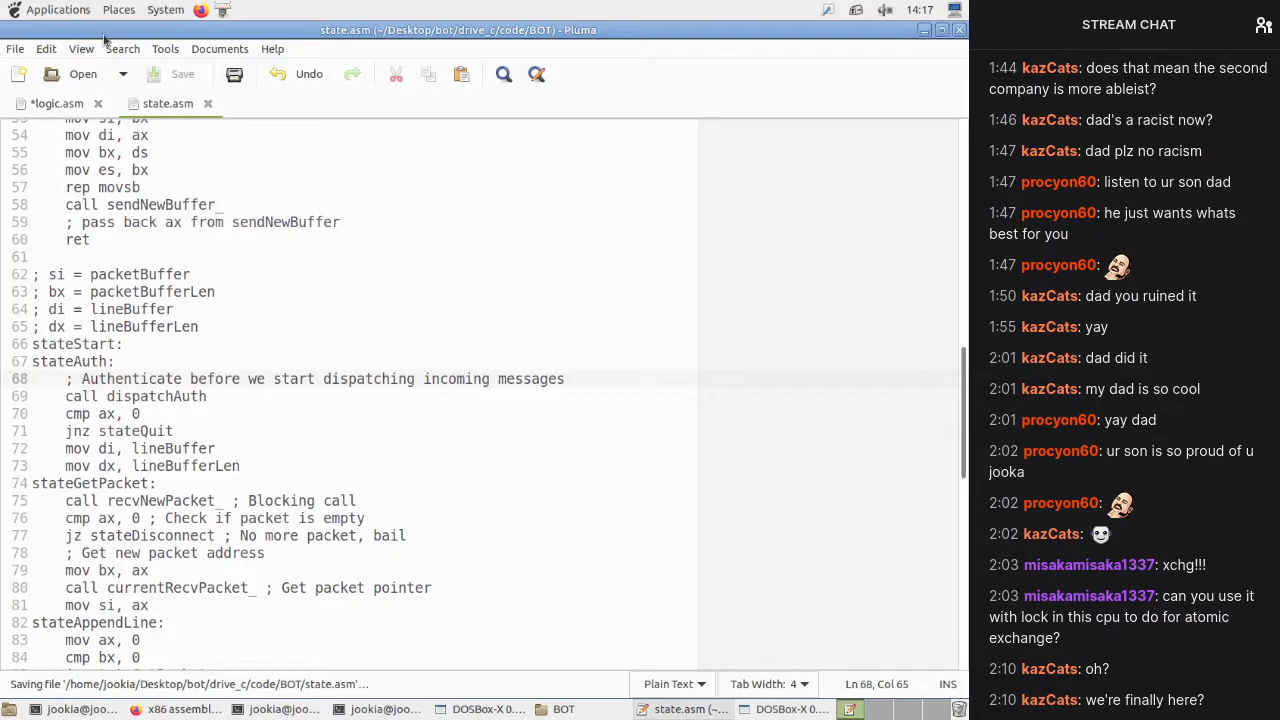 Applications Places System 14:17
state.asm (~/Desktop/bot/drive_c/code/BOT) - Pluma
File Edit View Search Tools Documents Help
Open Save Undo
*logic.asm state.asm
54 mov di, ax
55 mov bx, ds
56 mov es, bx
57 rep movsb
58 call sendNewBuffer_
59 ; pass back ax from sendNewBuffer
60 ret
61
62 ; si = packetBuffer
63 ; bx = packetBufferLen
64 ; di = lineBuffer
65 ; dx = lineBufferLen
66 stateStart:
67 stateAuth:
68 ; Authenticate before we start dispatching incoming messages
69 call dispatchAuth
70 cmp ax, 0
71 jnz stateQuit
72 mov di, lineBuffer
73 mov dx, lineBufferLen
74 stateGetPacket:
75 call recvNewPacket_ ; Blocking call
76 cmp ax, 0 ; Check if packet is empty
77 jz stateDisconnect ; No more packet, bail
78 ; Get new packet address
79 mov bx, ax
80 call currentRecvPacket_ ; Get packet pointer
81 mov si, ax
82 stateAppendLine:
83 mov ax, 0
84 cmp bx, 0
Saving file '/home/jookia/Desktop/bot/drive_c/code/BOT/state.asm'... Plain Text Tab Width: 4 Ln 68, Col 65 INS
jookia@joo... x86 assembl... jookia@joo... jookia@joo... DOSBox-X 0.... BOT state.asm (~... DOSBox-X 0....
STREAM CHAT
1:44 kazCats: does that mean the second
company is more ableist?
1:46 kazCats: dad's a racist now?
1:47 kazCats: dad plz no racism
1:47 procyon60: listen to ur son dad
1:47 procyon60: he just wants whats
best for you
1:47 procyon60:
1:50 kazCats: dad you ruined it
1:55 kazCats: yay
2:01 kazCats: dad did it
2:01 kazCats: my dad is so cool
2:01 procyon60: yay dad
2:02 procyon60: ur son is so proud of u
jooka
2:02 procyon60:
2:02 kazCats:
2:03 misakamisaka1337: xchg!!!
2:03 misakamisaka1337: can you use it
with lock in this cpu to do for atomic
exchange?
2:10 kazCats: oh?
2:10 kazCats: we're finally here?